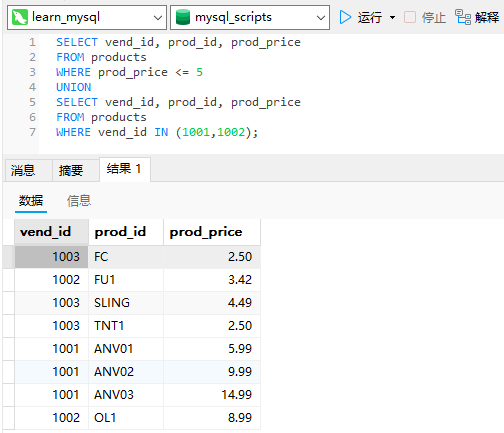 learn_mysql mysql_scripts 运行 停止 解释
1 SELECT vend_id, prod_id, prod_price
2 FROM products
3 WHERE prod_price <= 5
4 UNION
5 SELECT vend_id, prod_id, prod_price
6 FROM products
7 WHERE vend_id IN (1001,1002);
消息 摘要 结果 1
数据 信息
vend_id prod_id prod_price
1003 FC 2.50
1002 FU1 3.42
1003 SLING 4.49
1003 TNT1 2.50
1001 ANV01 5.99
1001 ANV02 9.99
1001 ANV03 14.99
1002 OL1 8.99